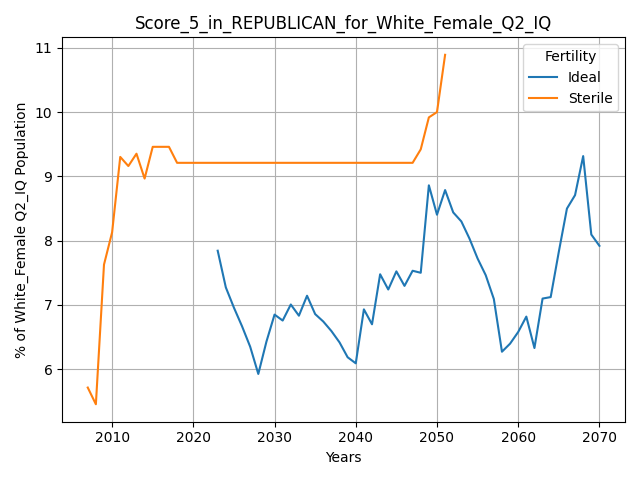 Score_5_in_REPUBLICAN_for_White_Female_Q2_IQ
% of White_Female Q2_IQ Population
11
10
9
8
7
6
Fertility
Ideal
Sterile
2010 2020 2030 2040 2050 2060 2070
Years